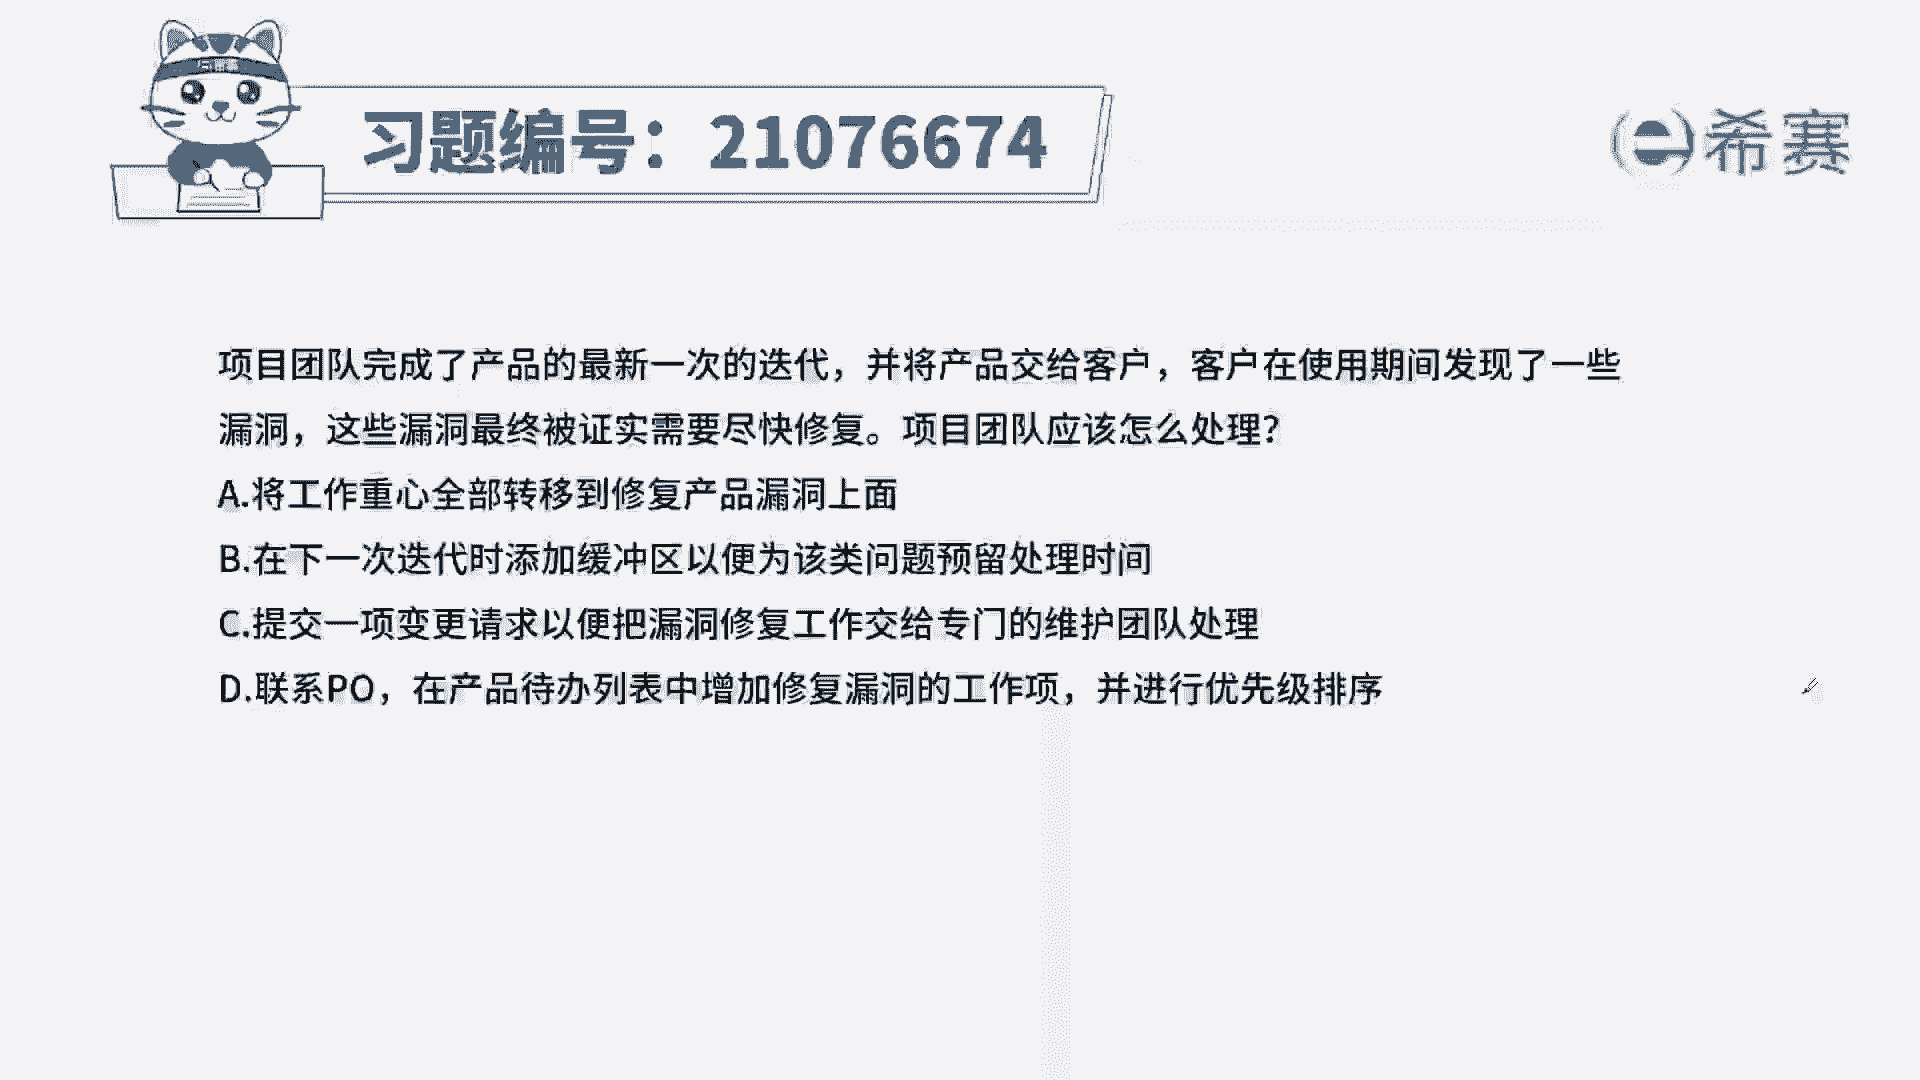 习题编号：21076674
希赛
项目团队完成了产品的最新一次的迭代，并将产品交给客户，客户在使用期间发现了一些
漏洞，这些漏洞最终被证实需要尽快修复。项目团队应该怎么处理？
A.将工作重心全部转移到修复产品漏洞上面
B.在下一次迭代时添加缓冲区以便为该类问题预留处理时间
C.提交一项变更请求以便把漏洞修复工作交给专门的维护团队处理
D.联系PO，在产品待办列表中增加修复漏洞的工作项，并进行优先级排序